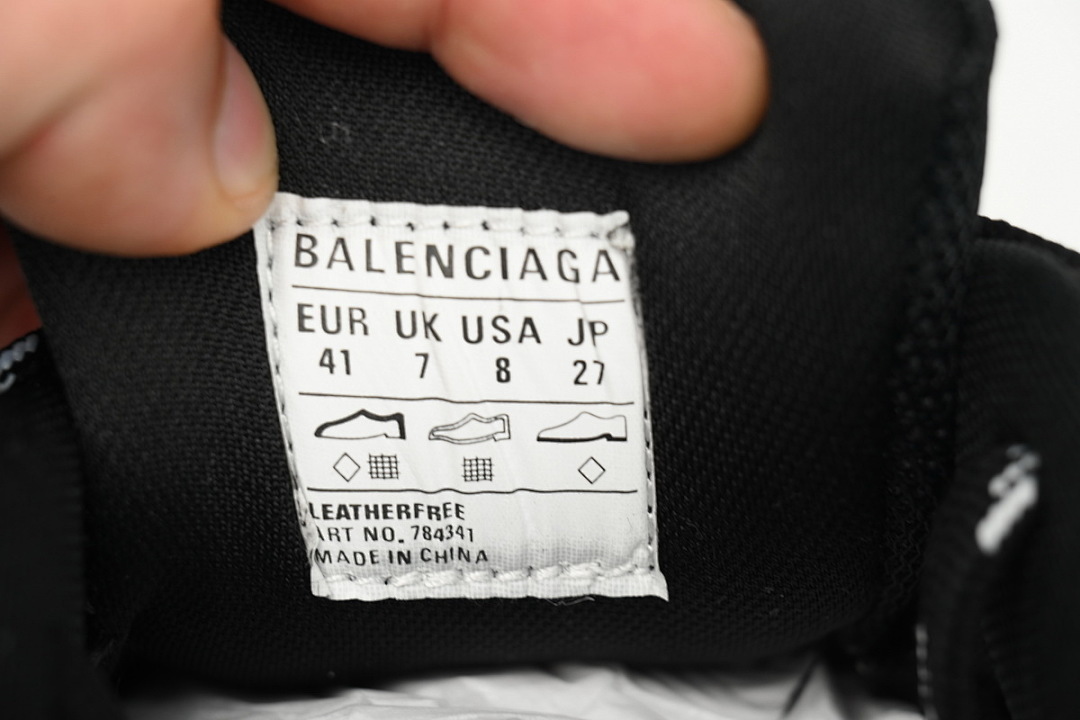 BALENCIAGA
EUR UK USA JP
41 7 8 27
LEATHERFREE
ART NO. 784341
MADE IN CHINA